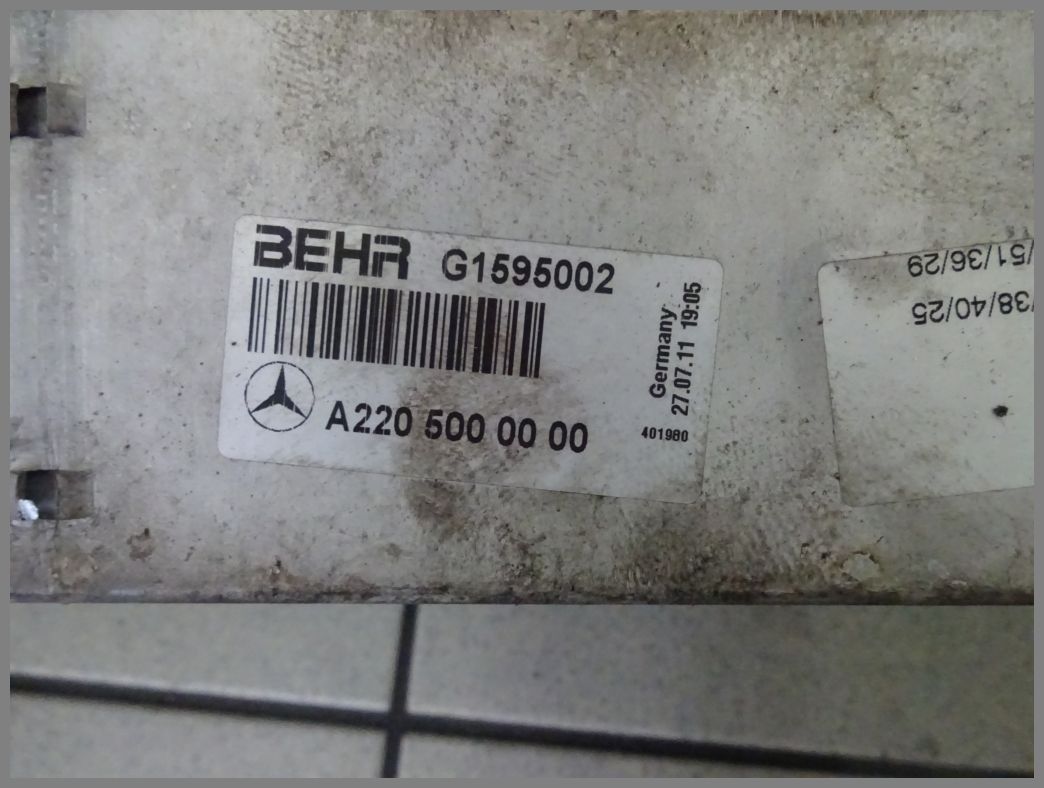 BEHR G1595002
A220 500 00 00
Germany
27.07.11 19:05
401980
/51/36/29
/38/40/25